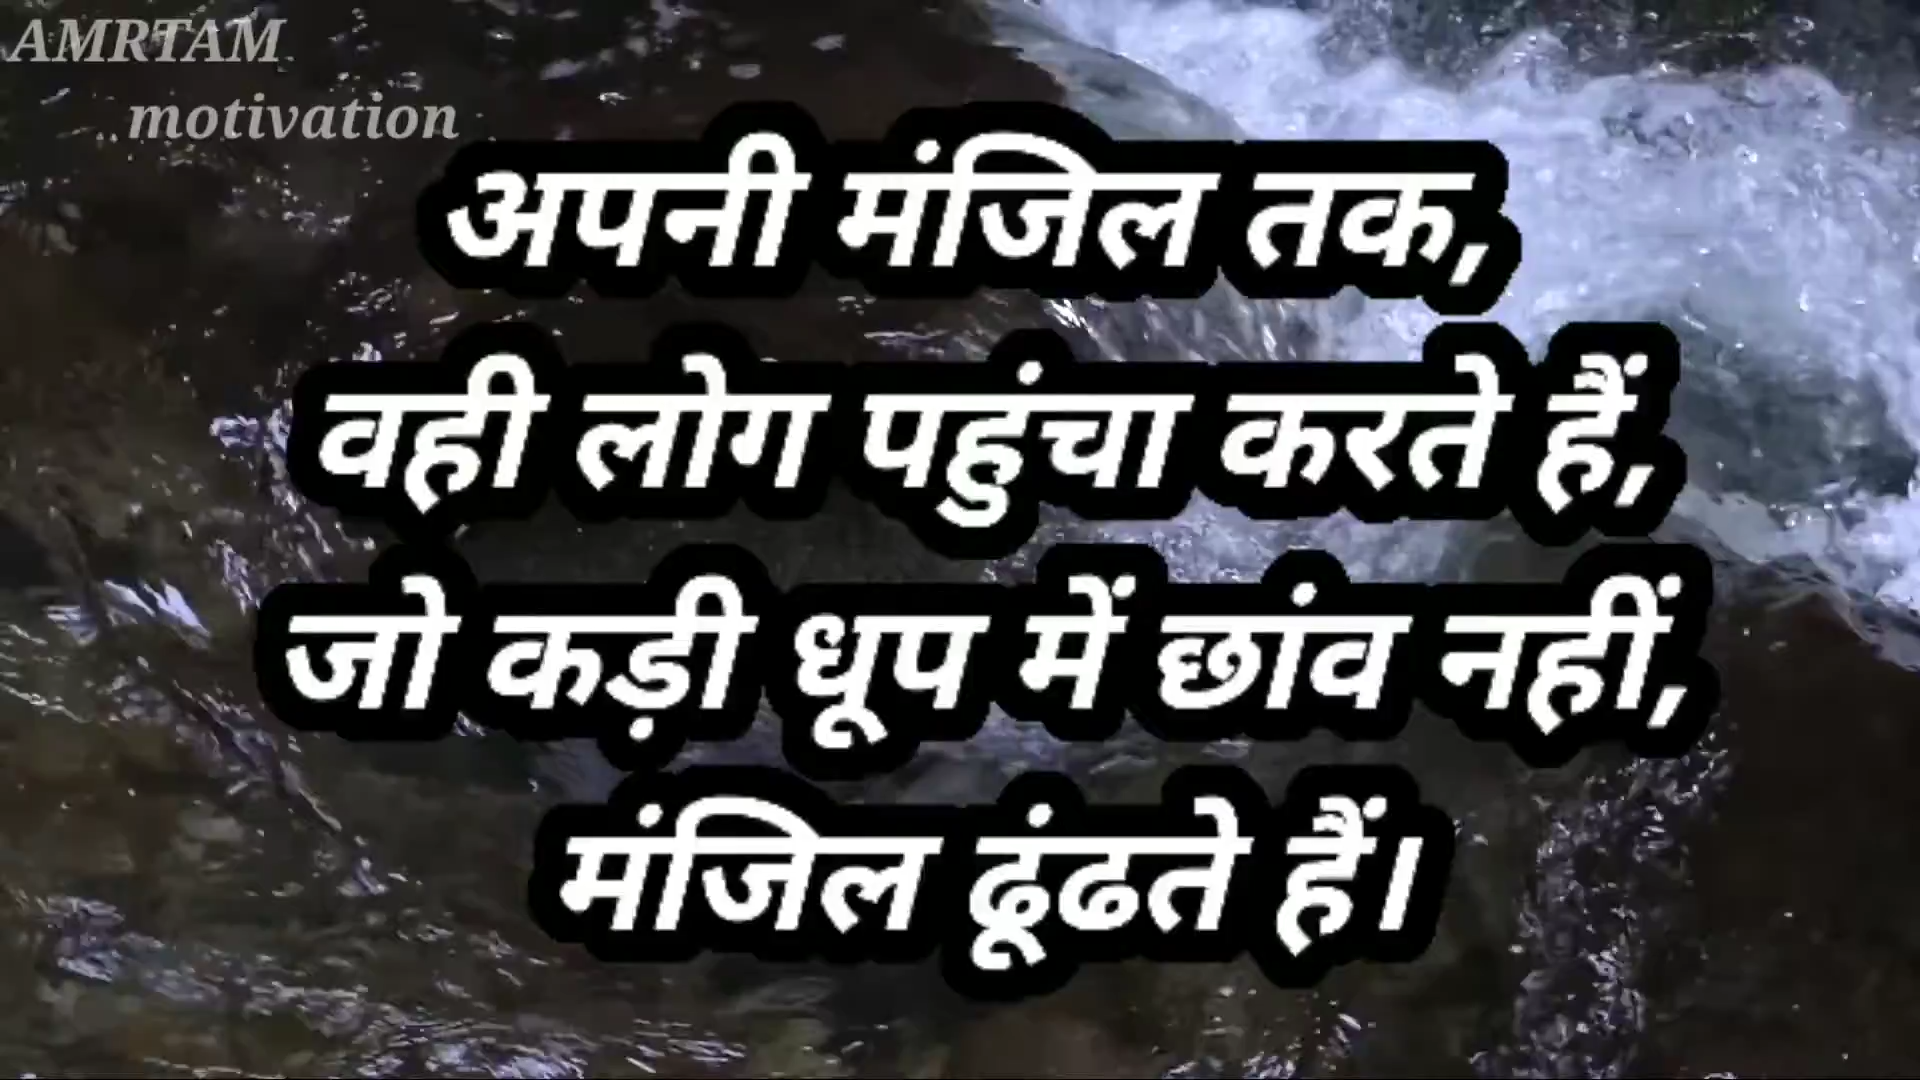 AMRTAM
motivation
अपनी मंजिल तक,
वही लोग पहुंचा करते हैं,
जो कड़ी धूप में छांव नहीं,
मंजिल ढूंढते हैं।